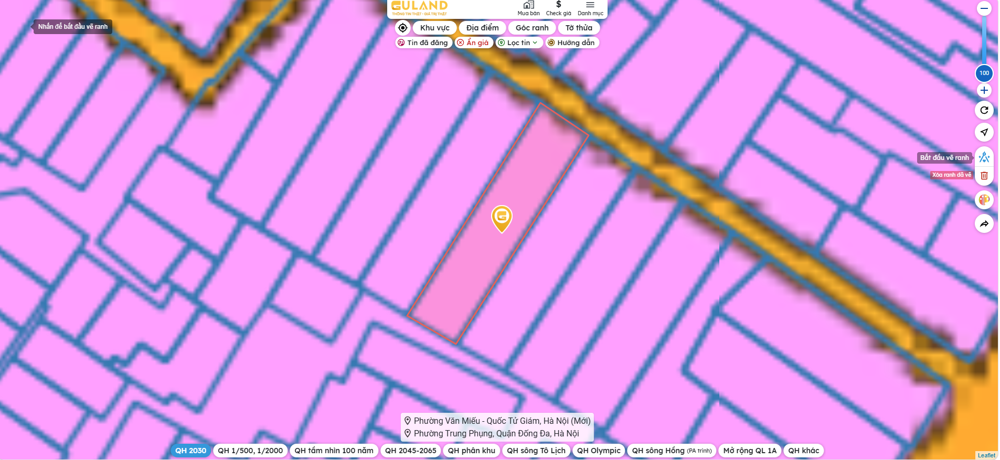 GULAND
THÔNG TIN THẬT - GIÁ TRỊ THẬT
Mua bán
$
Check giá
Danh mục
Nhấn để bắt đầu vẽ ranh
Khu vực
Địa điểm
Góc ranh
Tờ thửa
Tin đã đăng
Ẩn giá
Lọc tin
Hướng dẫn
100
Bắt đầu vẽ ranh
Xóa ranh đã vẽ
G
Phường Văn Miếu - Quốc Tử Giám, Hà Nội (Mới)
Phường Trung Phụng, Quận Đống Đa, Hà Nội
QH 2030
QH 1/500, 1/2000
QH tầm nhìn 100 năm
QH 2045-2065
QH phân khu
QH sông Tô Lịch
QH Olympic
QH sông Hồng (PA trình)
Mở rộng QL 1A
QH khác
Leaflet